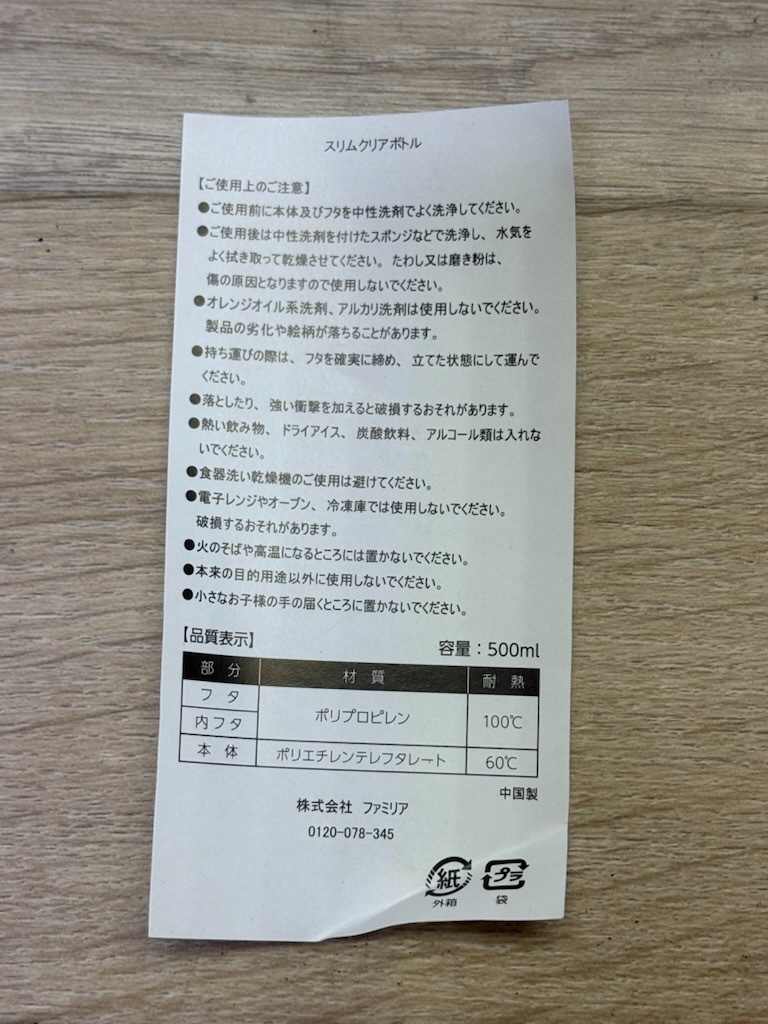 スリムクリアボトル
【ご使用上のご注意】
●ご使用前に本体及びフタを中性洗剤でよく洗浄してください。
●ご使用後は中性洗剤を付けたスポンジなどで洗浄し、水気を
よく拭き取って乾燥させてください。たわし又は磨き粉は、
傷の原因となりますので使用しないでください。
●オレンジオイル系洗剤、アルカリ洗剤は使用しないでください。
製品の劣化や絵柄が落ちることがあります。
●持ち運びの際は、フタを確実に締め、立てた状態にして運んで
ください。
●落としたり、強い衝撃を加えると破損するおそれがあります。
●熱い飲み物、ドライアイス、炭酸飲料、アルコール類は入れな
いでください。
●食器洗い乾燥機のご使用は避けてください。
●電子レンジやオーブン、冷凍庫では使用しないでください。
破損するおそれがあります。
●火のそばや高温になるところには置かないでください。
●本来の目的用途以外に使用しないでください。
●小さなお子様の手の届くところに置かないでください。
【品質表示】 容量：500ml
部分 材質 耐熱
フタ
内フタ ポリプロピレン 100℃
本体 ポリエチレンテレフタレート 60℃
中国製
株式会社 ファミリア
0120-078-345
紙 プラ
外箱 袋